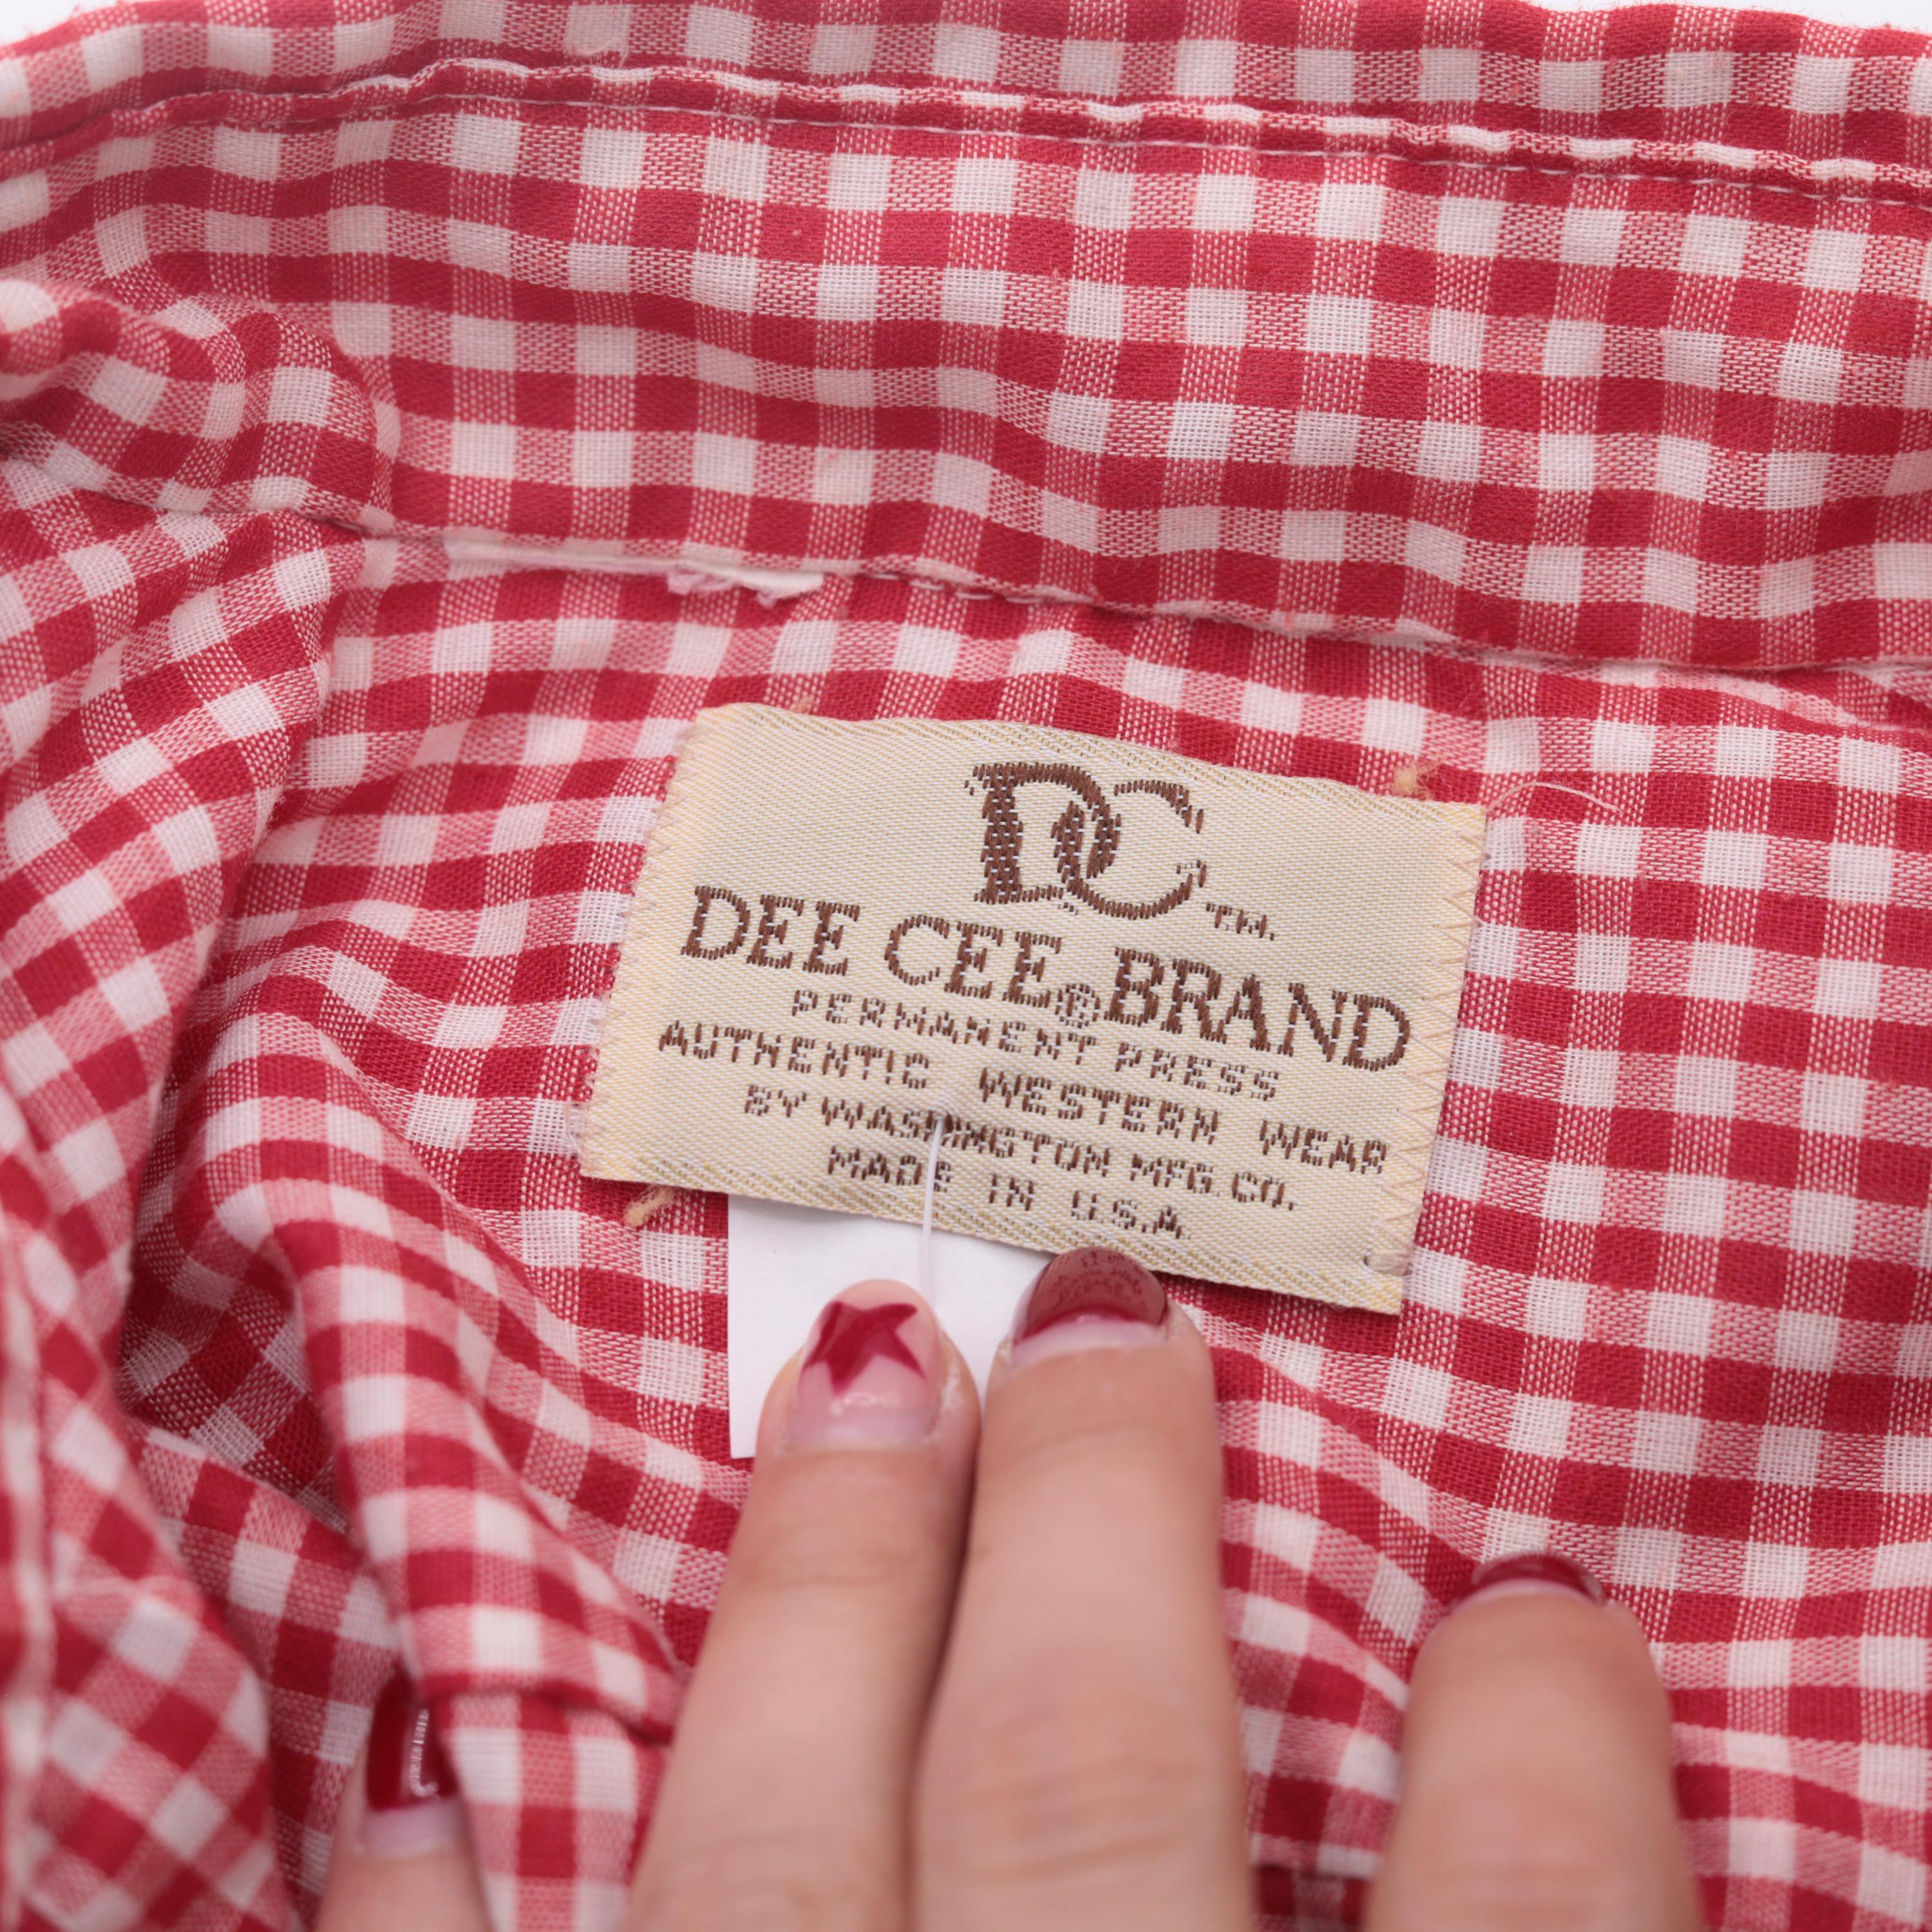 DC TM.
DEE CEE® BRAND
PERMANENT PRESS
AUTHENTIC WESTERN WEAR
BY WASHINGTON MFG. CO.
MADE IN U.S.A